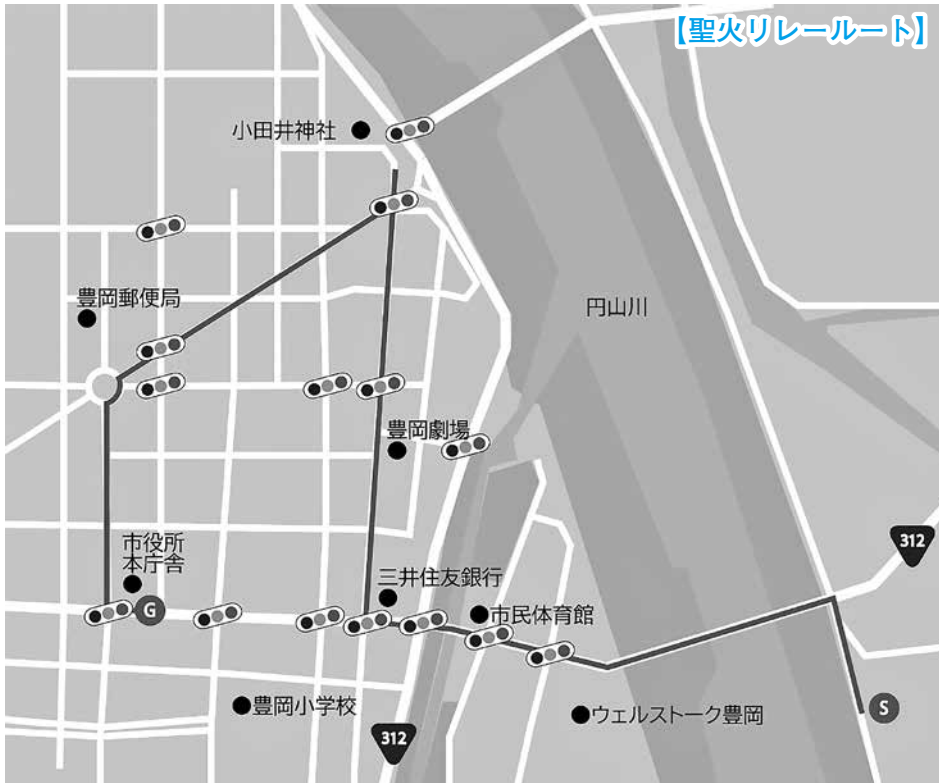 【聖火リレールート】
小田井神社
円山川
豊岡郵便局
豊岡劇場
312
市役所
本庁舎
三井住友銀行
G
市民体育館
豊岡小学校
ウェルストーク豊岡
S
312